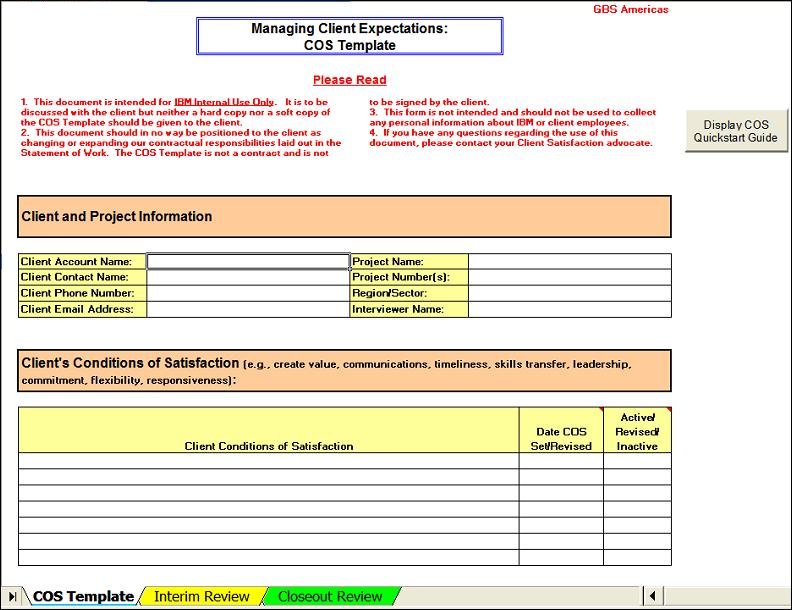 GBS Americas
Managing Client Expectations:
COS Template
Please Read
1. This document is intended for IBM Internal Use Only. It is to be
discussed with the client but neither a hard copy nor a soft copy of
the COS Template should be given to the client.
2. This document should in no way be positioned to the client as
changing or expanding our contractual responsibilities laid out in the
Statement of Work. The COS Template is not a contract and is not
to be signed by the client.
3. This form is not intended and should not be used to collect
any personal information about IBM or client employees.
4. If you have any questions regarding the use of this
document, please contact your Client Satisfaction advocate.
Display COS
Quickstart Guide
Client and Project Information
Client Account Name: Project Name:
Client Contact Name: Project Number(s):
Client Phone Number: Region/Sector:
Client Email Address: Interviewer Name:
Client's Conditions of Satisfaction (e.g., create value, communications, timeliness, skills transfer, leadership,
commitment, flexibility, responsiveness):
Client Conditions of Satisfaction
Date COS
Set/Revised
Active/
Revised/
Inactive
COS Template Interim Review Closeout Review